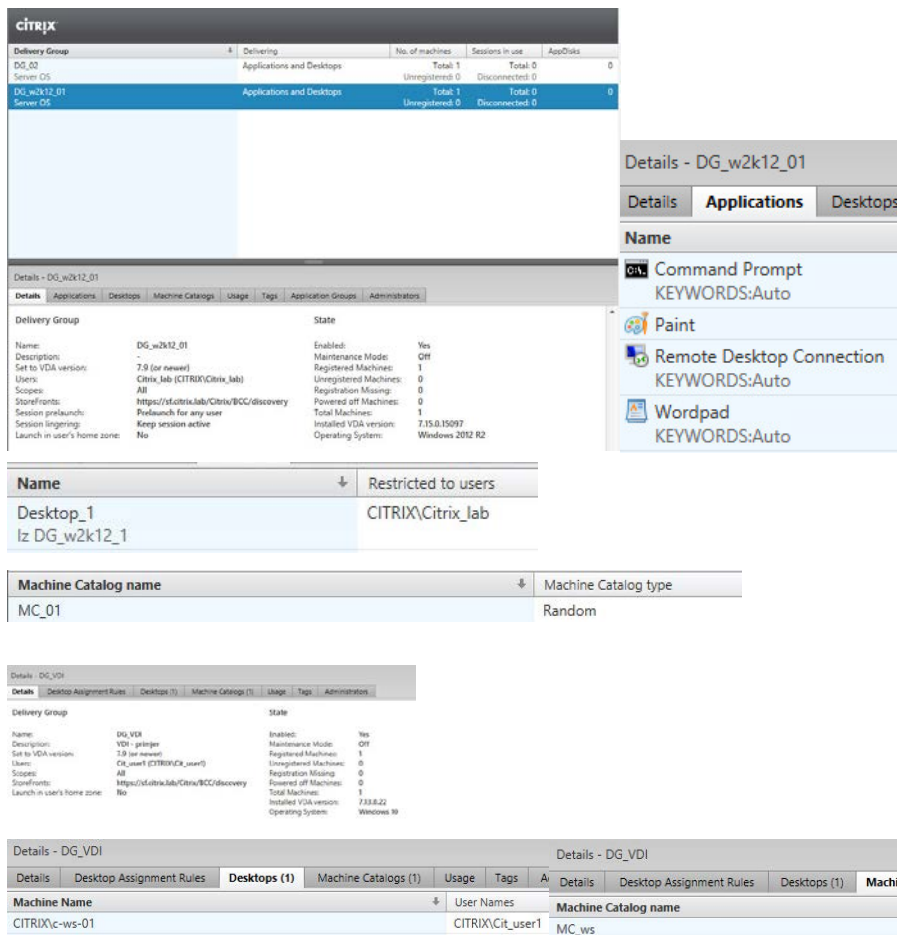 CİTRIX
Delivery Group Delivering No. of machines Sessions in use AppDisks
DG_02 Applications and Desktops Total: 1 Total: 0 0
Server OS Unregistered: 0 Disconnected: 0
DG_w2k12_01 Applications and Desktops Total: 1 Total: 0 0
Server OS Unregistered: 0 Disconnected: 0
Details - DG_w2k12_01
Details Applications Desktops Machine Catalogs Usage Tags Application Groups Administrators
Delivery Group State
Name: DG_w2k12_01 Enabled: Yes
Description: - Maintenance Mode: Off
Set to VDA version: 7.9 (or newer) Registered Machines: 1
Users: Citrix_lab (CITRIX\Citrix_lab) Unregistered Machines: 0
Scopes: All Registration Missing: 0
StoreFronts: https://sf.citrix.lab/Citrix/BCC/discovery Powered off Machines: 0
Session prelaunch: Prelaunch for any user Total Machines: 1
Session lingering: Keep session active Installed VDA version: 7.15.0.15097
Launch in user's home zone: No Operating System: Windows 2012 R2
Details - DG_w2k12_01
Details Applications Desktops
Name
Command Prompt
KEYWORDS:Auto
Paint
Remote Desktop Connection
KEYWORDS:Auto
Wordpad
KEYWORDS:Auto
Name Restricted to users
Desktop_1 CITRIX\Citrix_lab
Iz DG_w2k12_1
Machine Catalog name Machine Catalog type
MC_01 Random
Details - DG_VDI
Details Desktop Assignment Rules Desktops (1) Machine Catalogs (1) Usage Tags Administrators
Delivery Group State
Name: DG_VDI Enabled: Yes
Description: VDI - primjer Maintenance Mode: Off
Set to VDA version: 7.9 (or newer) Registered Machines: 1
Users: Cit_user1 (CITRIX\Cit_user1) Unregistered Machines: 0
Scopes: All Registration Missing 0
StoreFronts: https://sf.citrix.lab/Citrix/BCC/discovery Powered off Machines: 0
Launch in user's home zone: No Total Machines: 1
Installed VDA version:
Operating System: Windows 10
Details - DG_VDI
Details Desktop Assignment Rules Desktops (1) Machine Catalogs (1) Usage Tags A
Machine Name User Names
CITRIX\c-ws-01 CITRIX\Cit_user1
Details - DG_VDI
Details Desktop Assignment Rules Desktops (1) Machi
Machine Catalog name
MC_ws